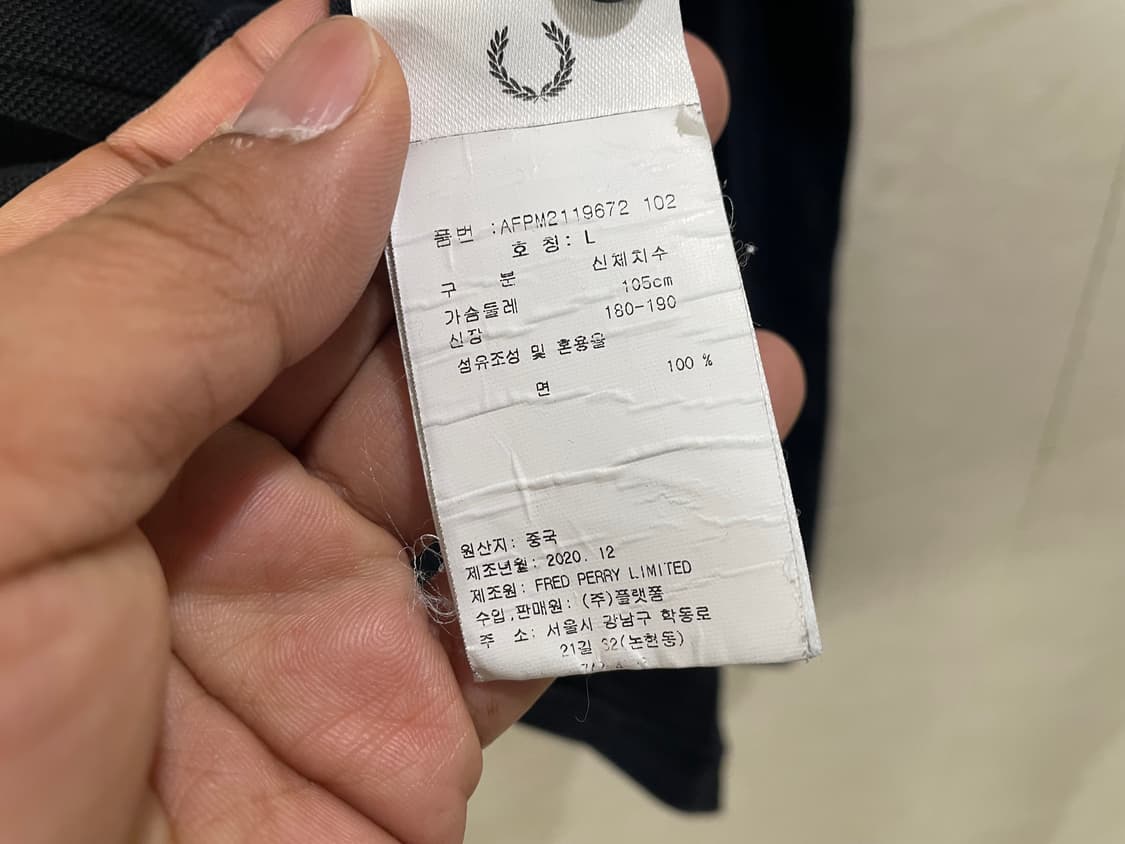 품번 :AFPM2119672 102
호 칭: L
구 분 신체치수
가슴둘레 105cm
신장 180-190
섬유조성 및 혼용율
면 100 %
원산지: 중국
제조년월: 2020. 12
제조원: FRED PERRY LIMITED
수입,판매원: (주)플랫폼
주 소: 서울시 강남구 학동로
21길 32(논현동)